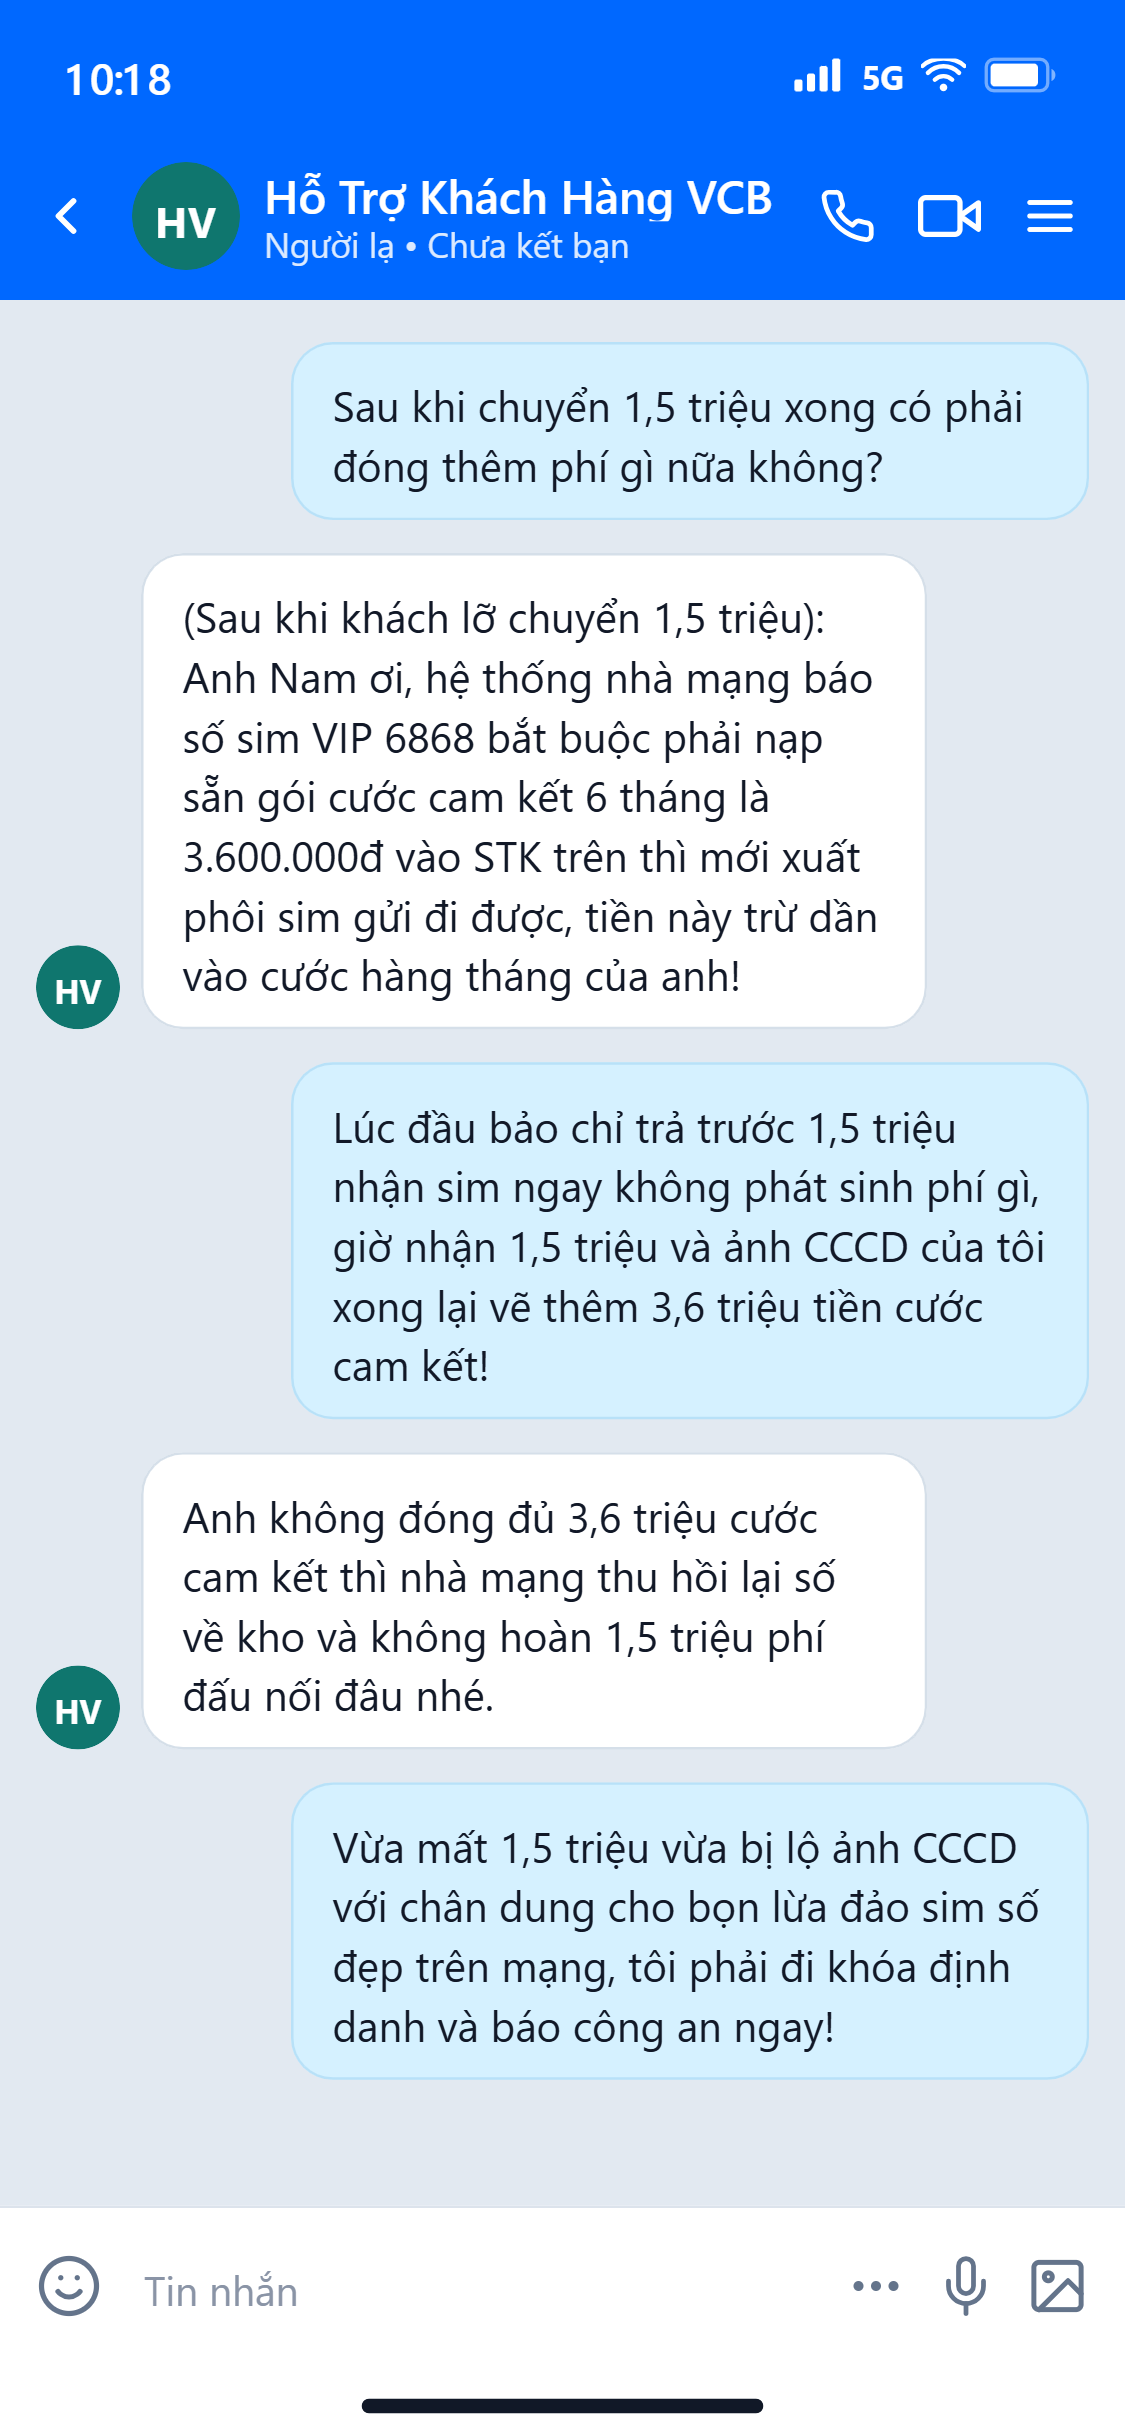 10:18
5G
HV
Hỗ Trợ Khách Hàng VCB
Người lạ • Chưa kết bạn
Sau khi chuyển 1,5 triệu xong có phải
đóng thêm phí gì nữa không?
(Sau khi khách lỡ chuyển 1,5 triệu):
Anh Nam ơi, hệ thống nhà mạng báo
số sim VIP 6868 bắt buộc phải nạp
sẵn gói cước cam kết 6 tháng là
3.600.000đ vào STK trên thì mới xuất
phôi sim gửi đi được, tiền này trừ dần
vào cước hàng tháng của anh!
HV
Lúc đầu bảo chỉ trả trước 1,5 triệu
nhận sim ngay không phát sinh phí gì,
giờ nhận 1,5 triệu và ảnh CCCD của tôi
xong lại vẽ thêm 3,6 triệu tiền cước
cam kết!
Anh không đóng đủ 3,6 triệu cước
cam kết thì nhà mạng thu hồi lại số
về kho và không hoàn 1,5 triệu phí
đấu nối đâu nhé.
HV
Vừa mất 1,5 triệu vừa bị lộ ảnh CCCD
với chân dung cho bọn lừa đảo sim số
đẹp trên mạng, tôi phải đi khóa định
danh và báo công an ngay!
Tin nhắn